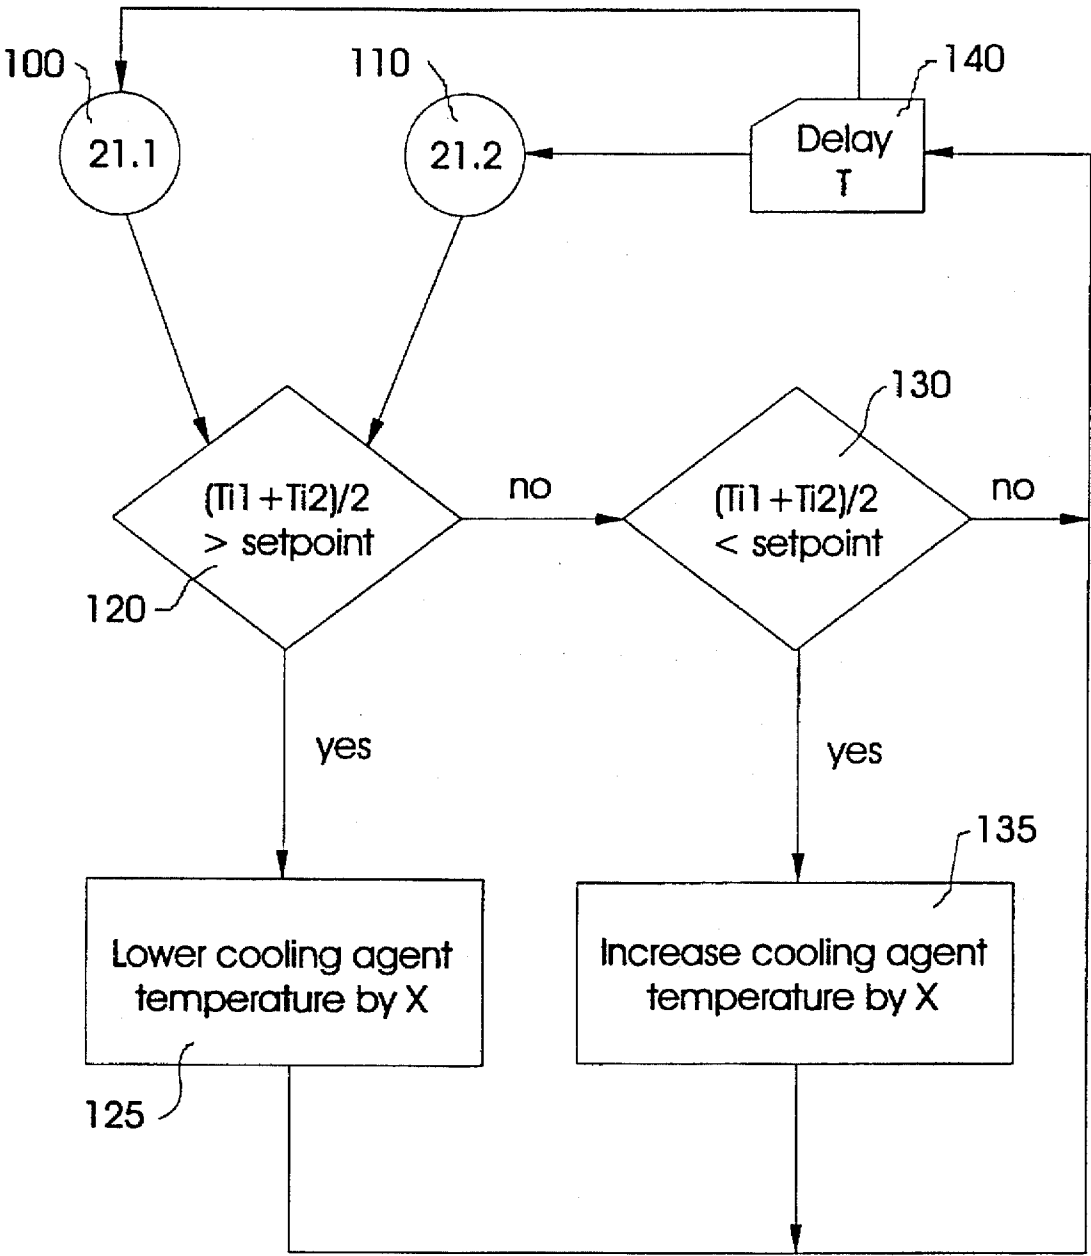 100
110
140
21.1
21.2
Delay
T
130
(Ti1+Ti2)/2
> setpoint
no
(Ti1+Ti2)/2
< setpoint
no
120
yes
yes
135
Lower cooling agent
temperature by X
Increase cooling agent
temperature by X
125